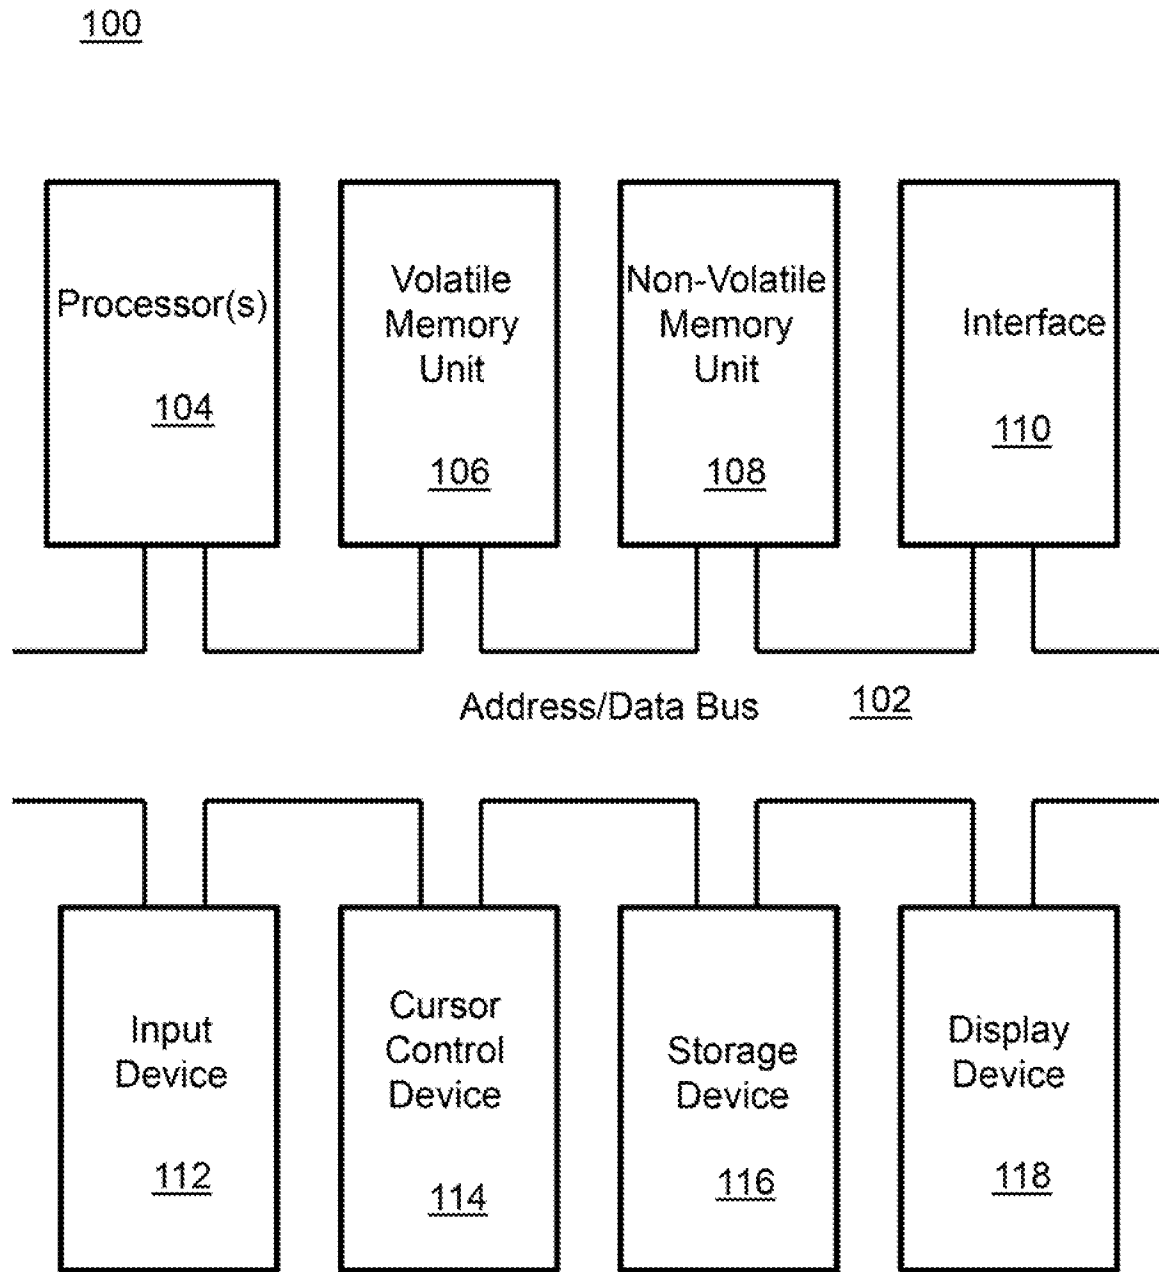 100
Processor(s)
104
Volatile
Memory
Unit
106
Non-Volatile
Memory
Unit
108
Interface
110
Address/Data Bus 102
Input
Device
112
Cursor
Control
Device
114
Storage
Device
116
Display
Device
118